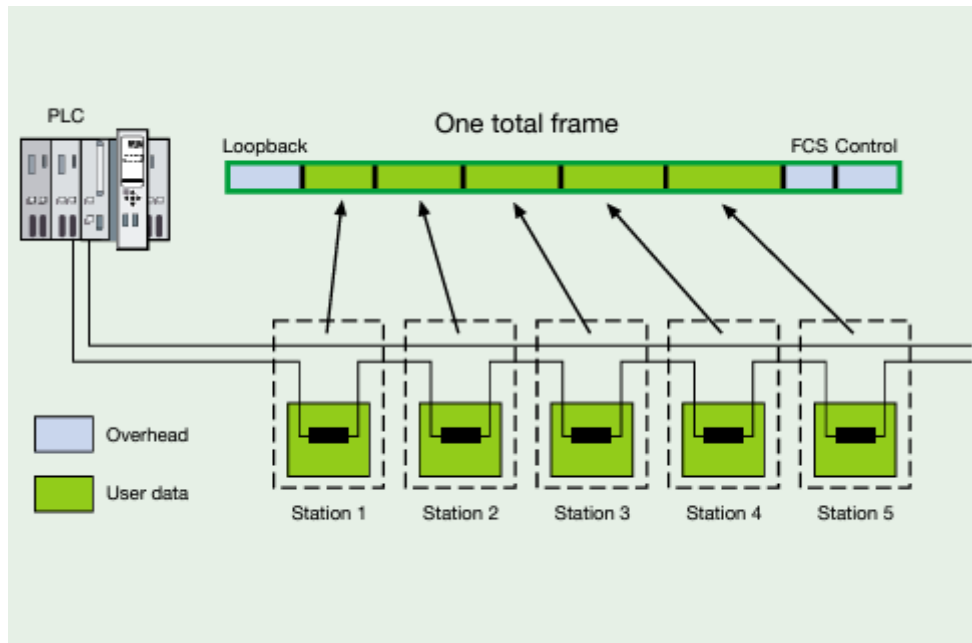 PLC
One total frame
Loopback
FCS Control
Overhead
User data
Station 1
Station 2
Station 3
Station 4
Station 5